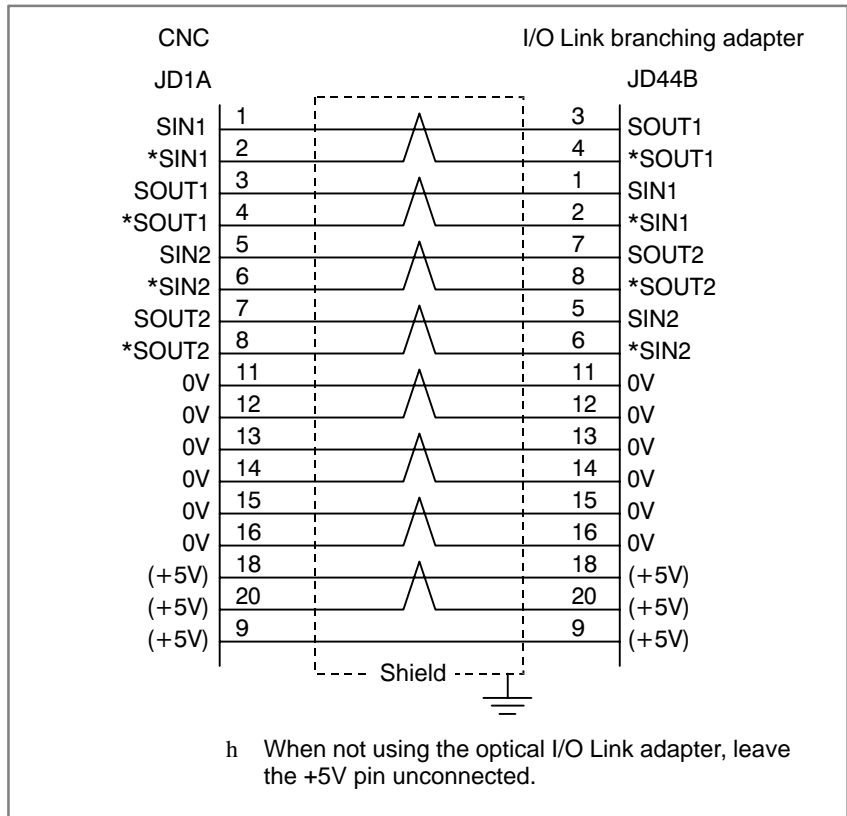 CNC I/O Link branching adapter
JD1A JD44B
SIN1 1 3 SOUT1
*SIN1 2 4 *SOUT1
SOUT1 3 1 SIN1
*SOUT1 4 2 *SIN1
SIN2 5 7 SOUT2
*SIN2 6 8 *SOUT2
SOUT2 7 5 SIN2
*SOUT2 8 6 *SIN2
0V 11 11 0V
0V 12 12 0V
0V 13 13 0V
0V 14 14 0V
0V 15 15 0V
0V 16 16 0V
(+5V) 18 18 (+5V)
(+5V) 20 20 (+5V)
(+5V) 9 9 (+5V)
Shield
h When not using the optical I/O Link adapter, leave
the +5V pin unconnected.